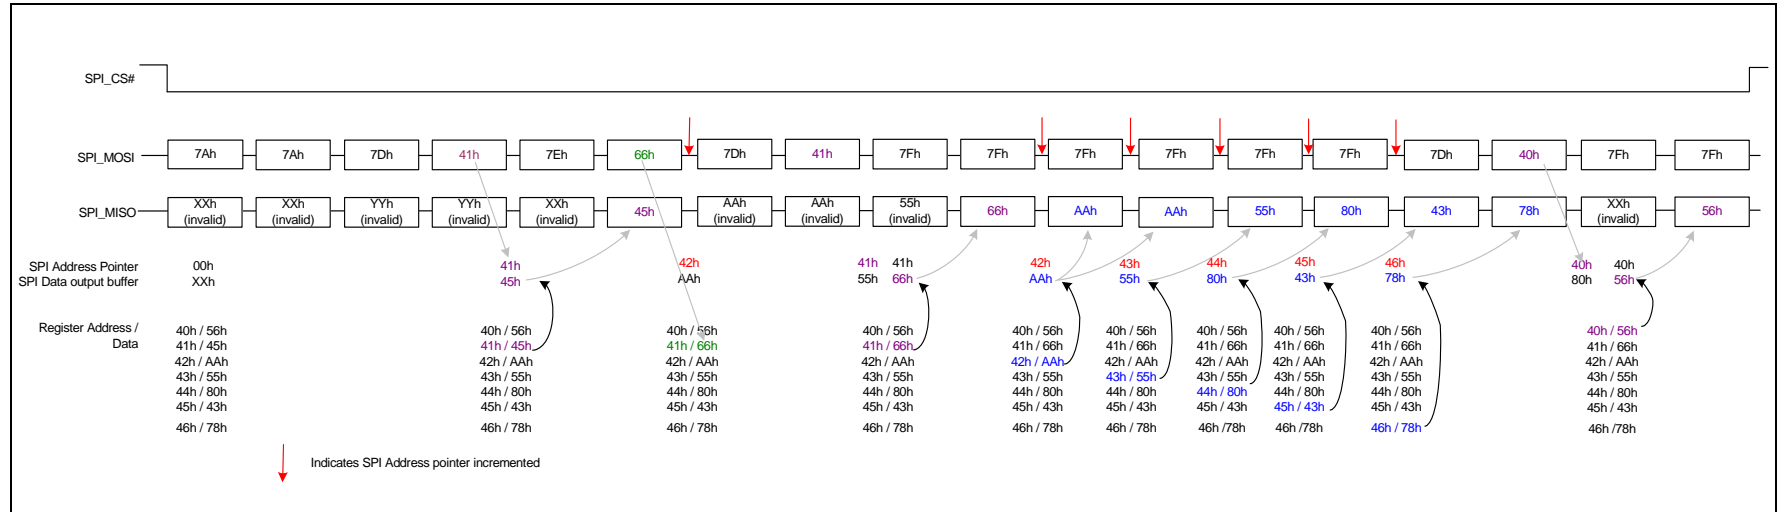 SPI_CS#
SPI_MOSI 7Ah 7Ah 7Dh 41h 7Eh 66h 7Dh 41h 7Fh 7Fh 7Fh 7Fh 7Fh 7Fh 7Dh 40h 7Fh 7Fh
SPI_MISO XXh (invalid) XXh (invalid) YYh (invalid) YYh (invalid) XXh (invalid) 45h AAh (invalid) AAh (invalid) 55h (invalid) 66h AAh AAh 55h 80h 43h 78h XXh (invalid) 56h
SPI Address Pointer 00h 41h 42h 41h 41h 42h 43h 44h 45h 46h 40h 40h
SPI Data output buffer XXh 45h AAh 55h 66h AAh 55h 80h 43h 78h 80h 56h
Register Address /
Data
40h / 56h 40h / 56h 40h / 56h 40h / 56h 40h / 56h 40h / 56h 40h / 56h 40h / 56h 40h / 56h 40h / 56h
41h / 45h 41h / 45h 41h / 66h 41h / 66h 41h / 66h 41h / 66h 41h / 66h 41h / 66h 41h / 66h 41h / 66h
42h / AAh 42h / AAh 42h / AAh 42h / AAh 42h / AAh 42h / AAh 42h / AAh 42h / AAh 42h / AAh 42h / AAh
43h / 55h 43h / 55h 43h / 55h 43h / 55h 43h / 55h 43h / 55h 43h / 55h 43h / 55h 43h / 55h 43h / 55h
44h / 80h 44h / 80h 44h / 80h 44h / 80h 44h / 80h 44h / 80h 44h / 80h 44h / 80h 44h / 80h 44h / 80h
45h / 43h 45h / 43h 45h / 43h 45h / 43h 45h / 43h 45h / 43h 45h / 43h 45h / 43h 45h / 43h 45h / 43h
46h / 78h 46h / 78h 46h / 78h 46h / 78h 46h / 78h 46h / 78h 46h /78h 46h /78h 46h / 78h 46h /78h
Indicates SPI Address pointer incremented